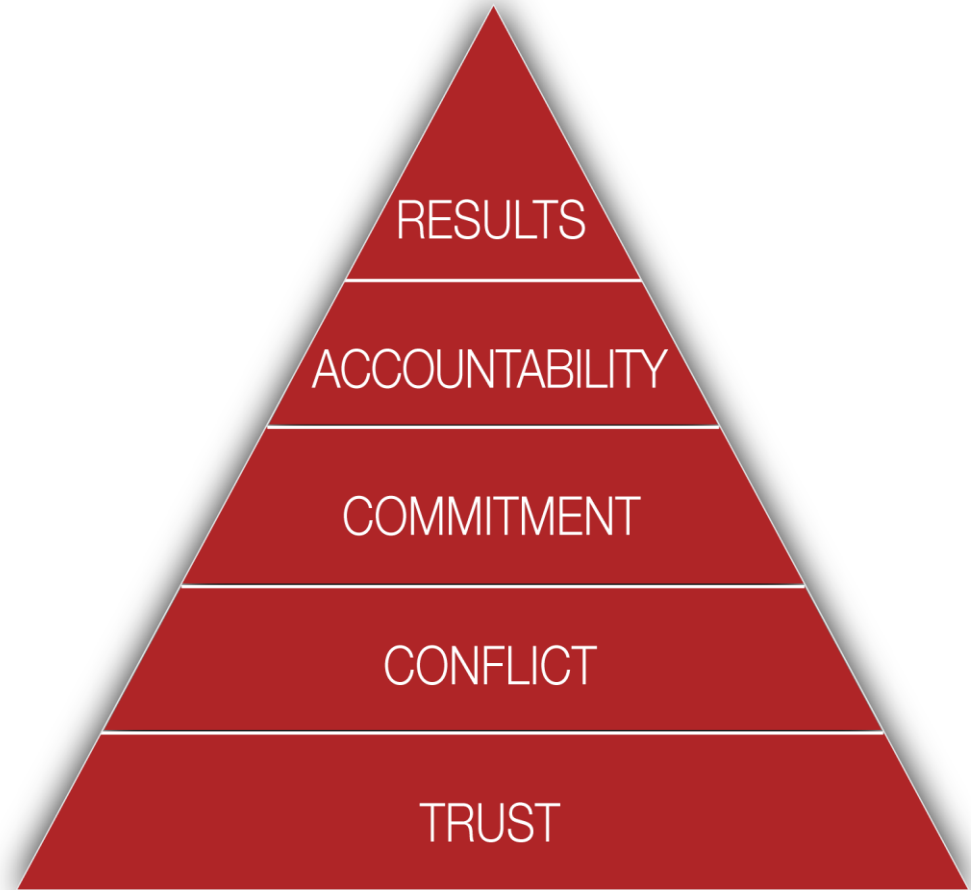 RESULTS
ACCOUNTABILITY
COMMITMENT
CONFLICT
TRUST